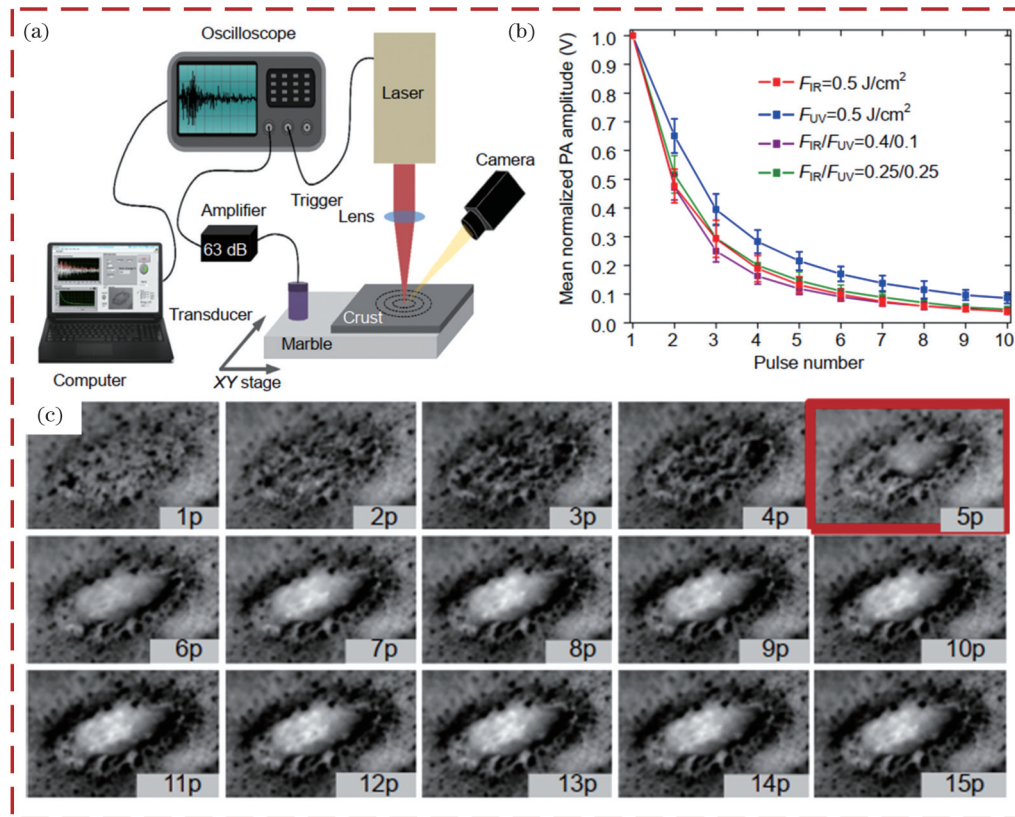 (a)
Oscilloscope
Laser
Camera
Trigger
Lens
Amplifier
63 dB
Transducer
Crust
Marble
XY stage
Computer
(b)
Mean normalized PA amplitude (V)
1.0
0.9
0.8
0.7
0.6
0.5
0.4
0.3
0.2
0.1
0.0
F_IR=0.5 J/cm²
F_UV=0.5 J/cm²
F_IR/F_UV=0.4/0.1
F_IR/F_UV=0.25/0.25
1 2 3 4 5 6 7 8 9 10
Pulse number
(c)
1p 2p 3p 4p 5p
6p 7p 8p 9p 10p
11p 12p 13p 14p 15p